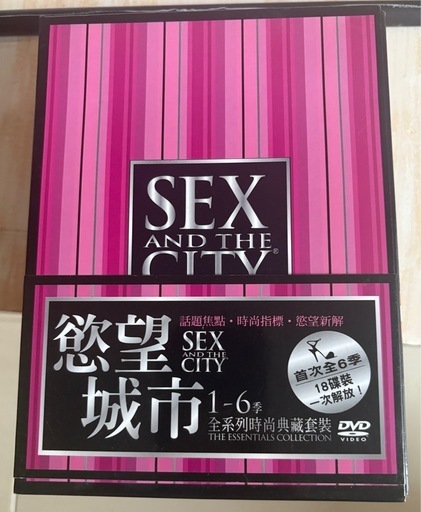 SEX
AND THE
CITY®
話題焦點・時尚指標・慾望新解
慾望
城市
SEX
AND THE
CITY
1-6季
全系列時尚典藏套裝
THE ESSENTIALS COLLECTION
首次全6季
18碟裝
一次解放！
DVD
VIDEO